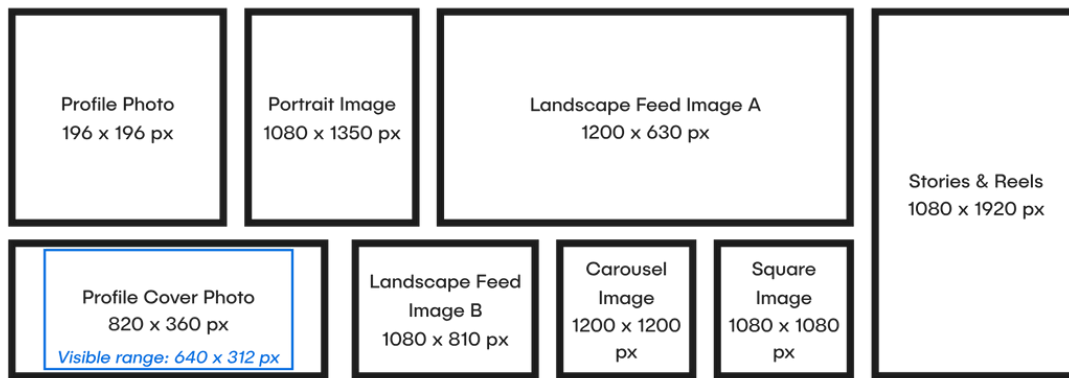 Profile Photo
196 x 196 px
Portrait Image
1080 x 1350 px
Landscape Feed Image A
1200 x 630 px
Stories & Reels
1080 x 1920 px
Profile Cover Photo
820 x 360 px
Visible range: 640 x 312 px
Landscape Feed
Image B
1080 x 810 px
Carousel
Image
1200 x 1200
px
Square
Image
1080 x 1080
px